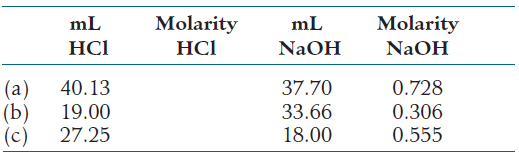 mL Molarity mL Molarity
HCl HCl NaOH NaOH
(a) 40.13 37.70 0.728
(b) 19.00 33.66 0.306
(c) 27.25 18.00 0.555